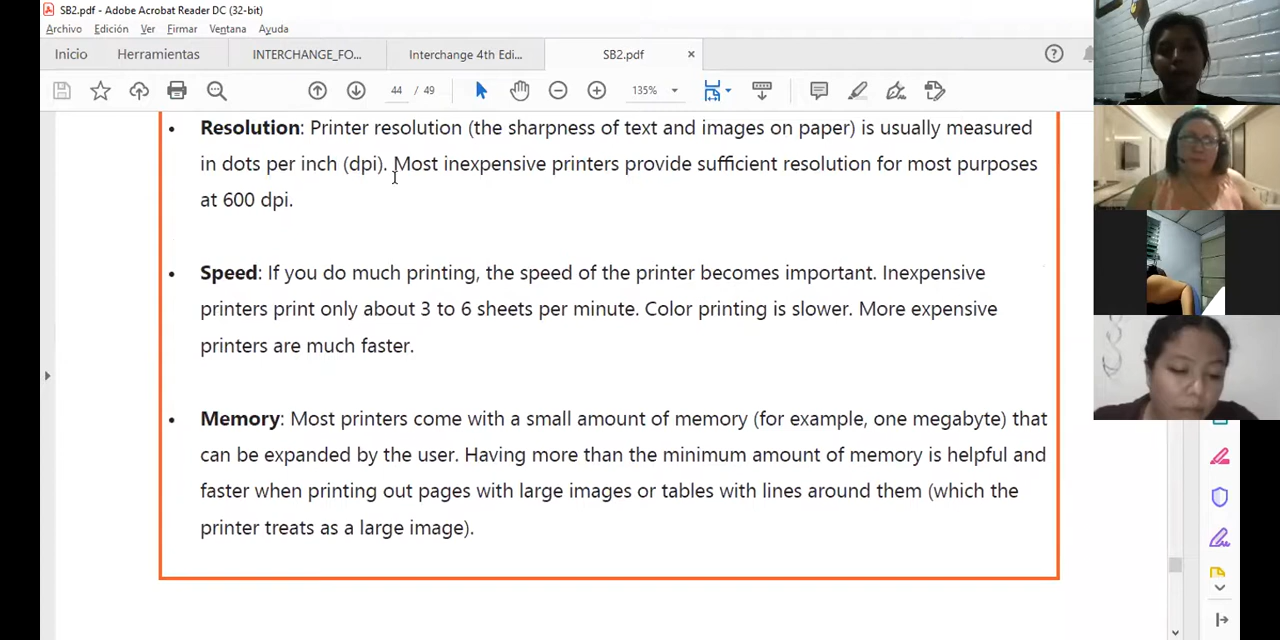 SB2.pdf - Adobe Acrobat Reader DC (32-bit)
Archivo Edición Ver Firmar Ventana Ayuda
Inicio Herramientas INTERCHANGE_FO... Interchange 4th Edi... SB2.pdf ×
44 / 49 135%
• Resolution: Printer resolution (the sharpness of text and images on paper) is usually measured
in dots per inch (dpi). Most inexpensive printers provide sufficient resolution for most purposes
at 600 dpi.
• Speed: If you do much printing, the speed of the printer becomes important. Inexpensive
printers print only about 3 to 6 sheets per minute. Color printing is slower. More expensive
printers are much faster.
• Memory: Most printers come with a small amount of memory (for example, one megabyte) that
can be expanded by the user. Having more than the minimum amount of memory is helpful and
faster when printing out pages with large images or tables with lines around them (which the
printer treats as a large image).